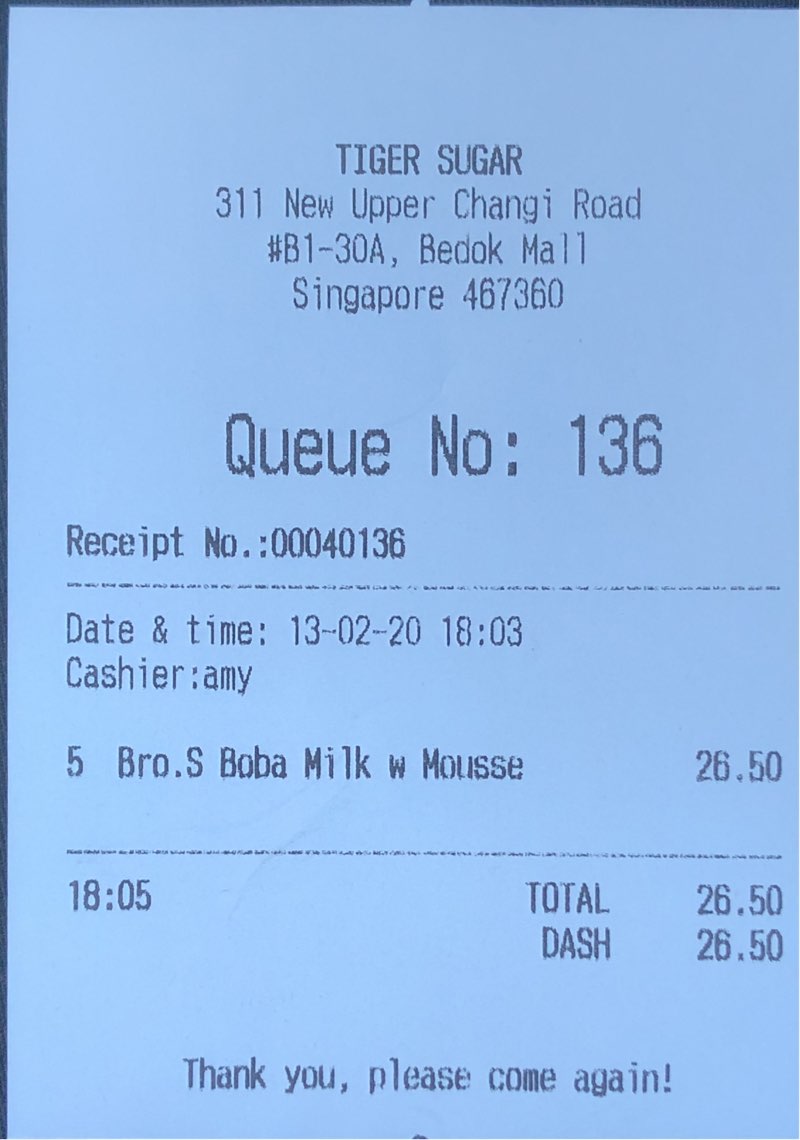 TIGER SUGAR
311 New Upper Changi Road
#B1-30A, Bedok Mall
Singapore 467360
Queue No: 136
Receipt No.:00040136
Date & time: 13-02-20 18:03
Cashier:amy
5 Bro.S Boba Milk w Mousse 26.50
18:05 TOTAL 26.50
DASH 26.50
Thank you, please come again!